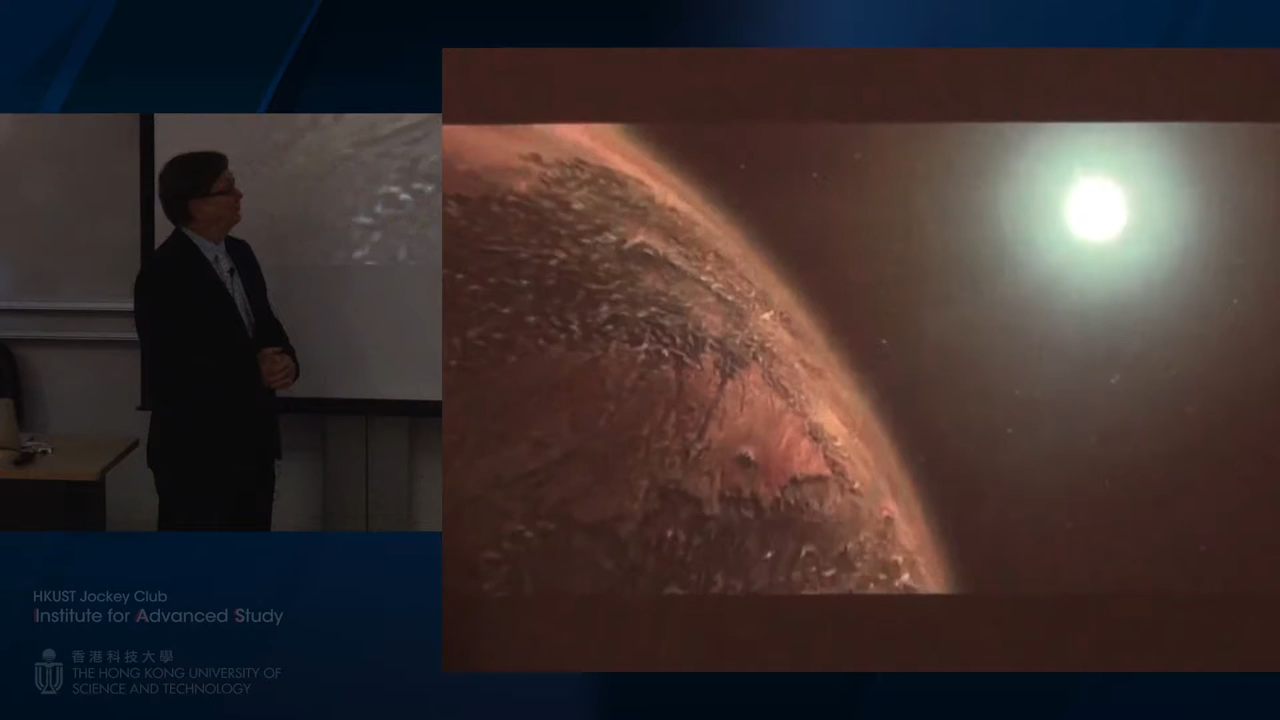 HKUST Jockey Club
Institute for Advanced Study
香港科技大學
THE HONG KONG UNIVERSITY OF
SCIENCE AND TECHNOLOGY